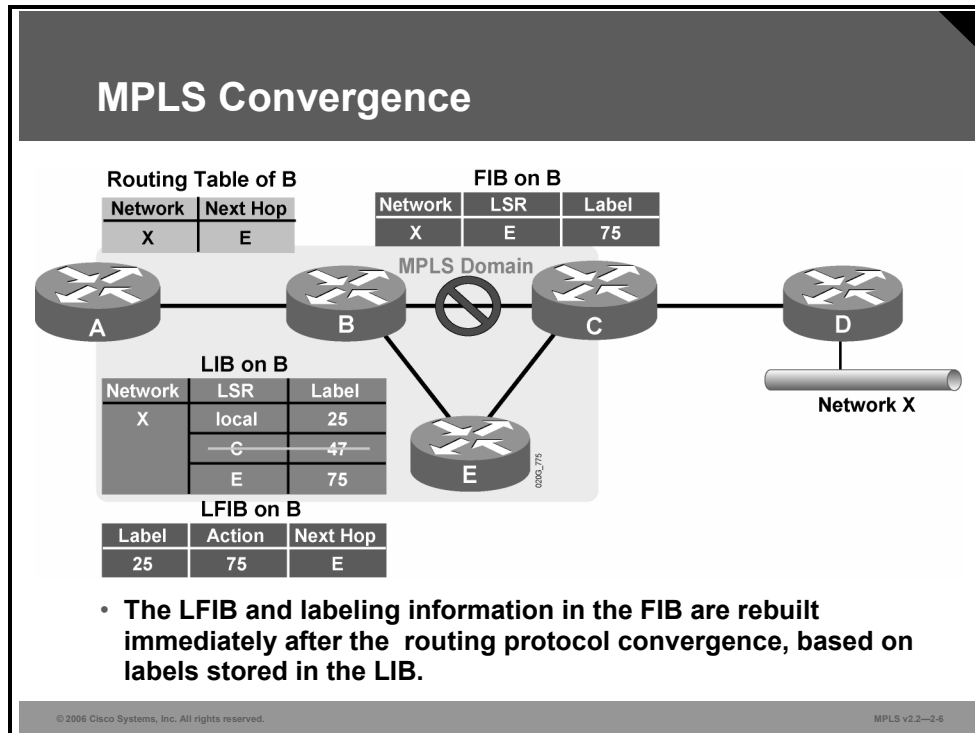 MPLS Convergence
Routing Table of B
Network Next Hop
X E
FIB on B
Network LSR Label
X E 75
MPLS Domain
A
B
C
D
Network X
LIB on B
Network LSR Label
X local 25
C 47
E 75
E
020G_775
LFIB on B
Label Action Next Hop
25 75 E
• The LFIB and labeling information in the FIB are rebuilt
immediately after the routing protocol convergence, based on
labels stored in the LIB.
© 2006 Cisco Systems, Inc. All rights reserved.
MPLS v2.2—2-6